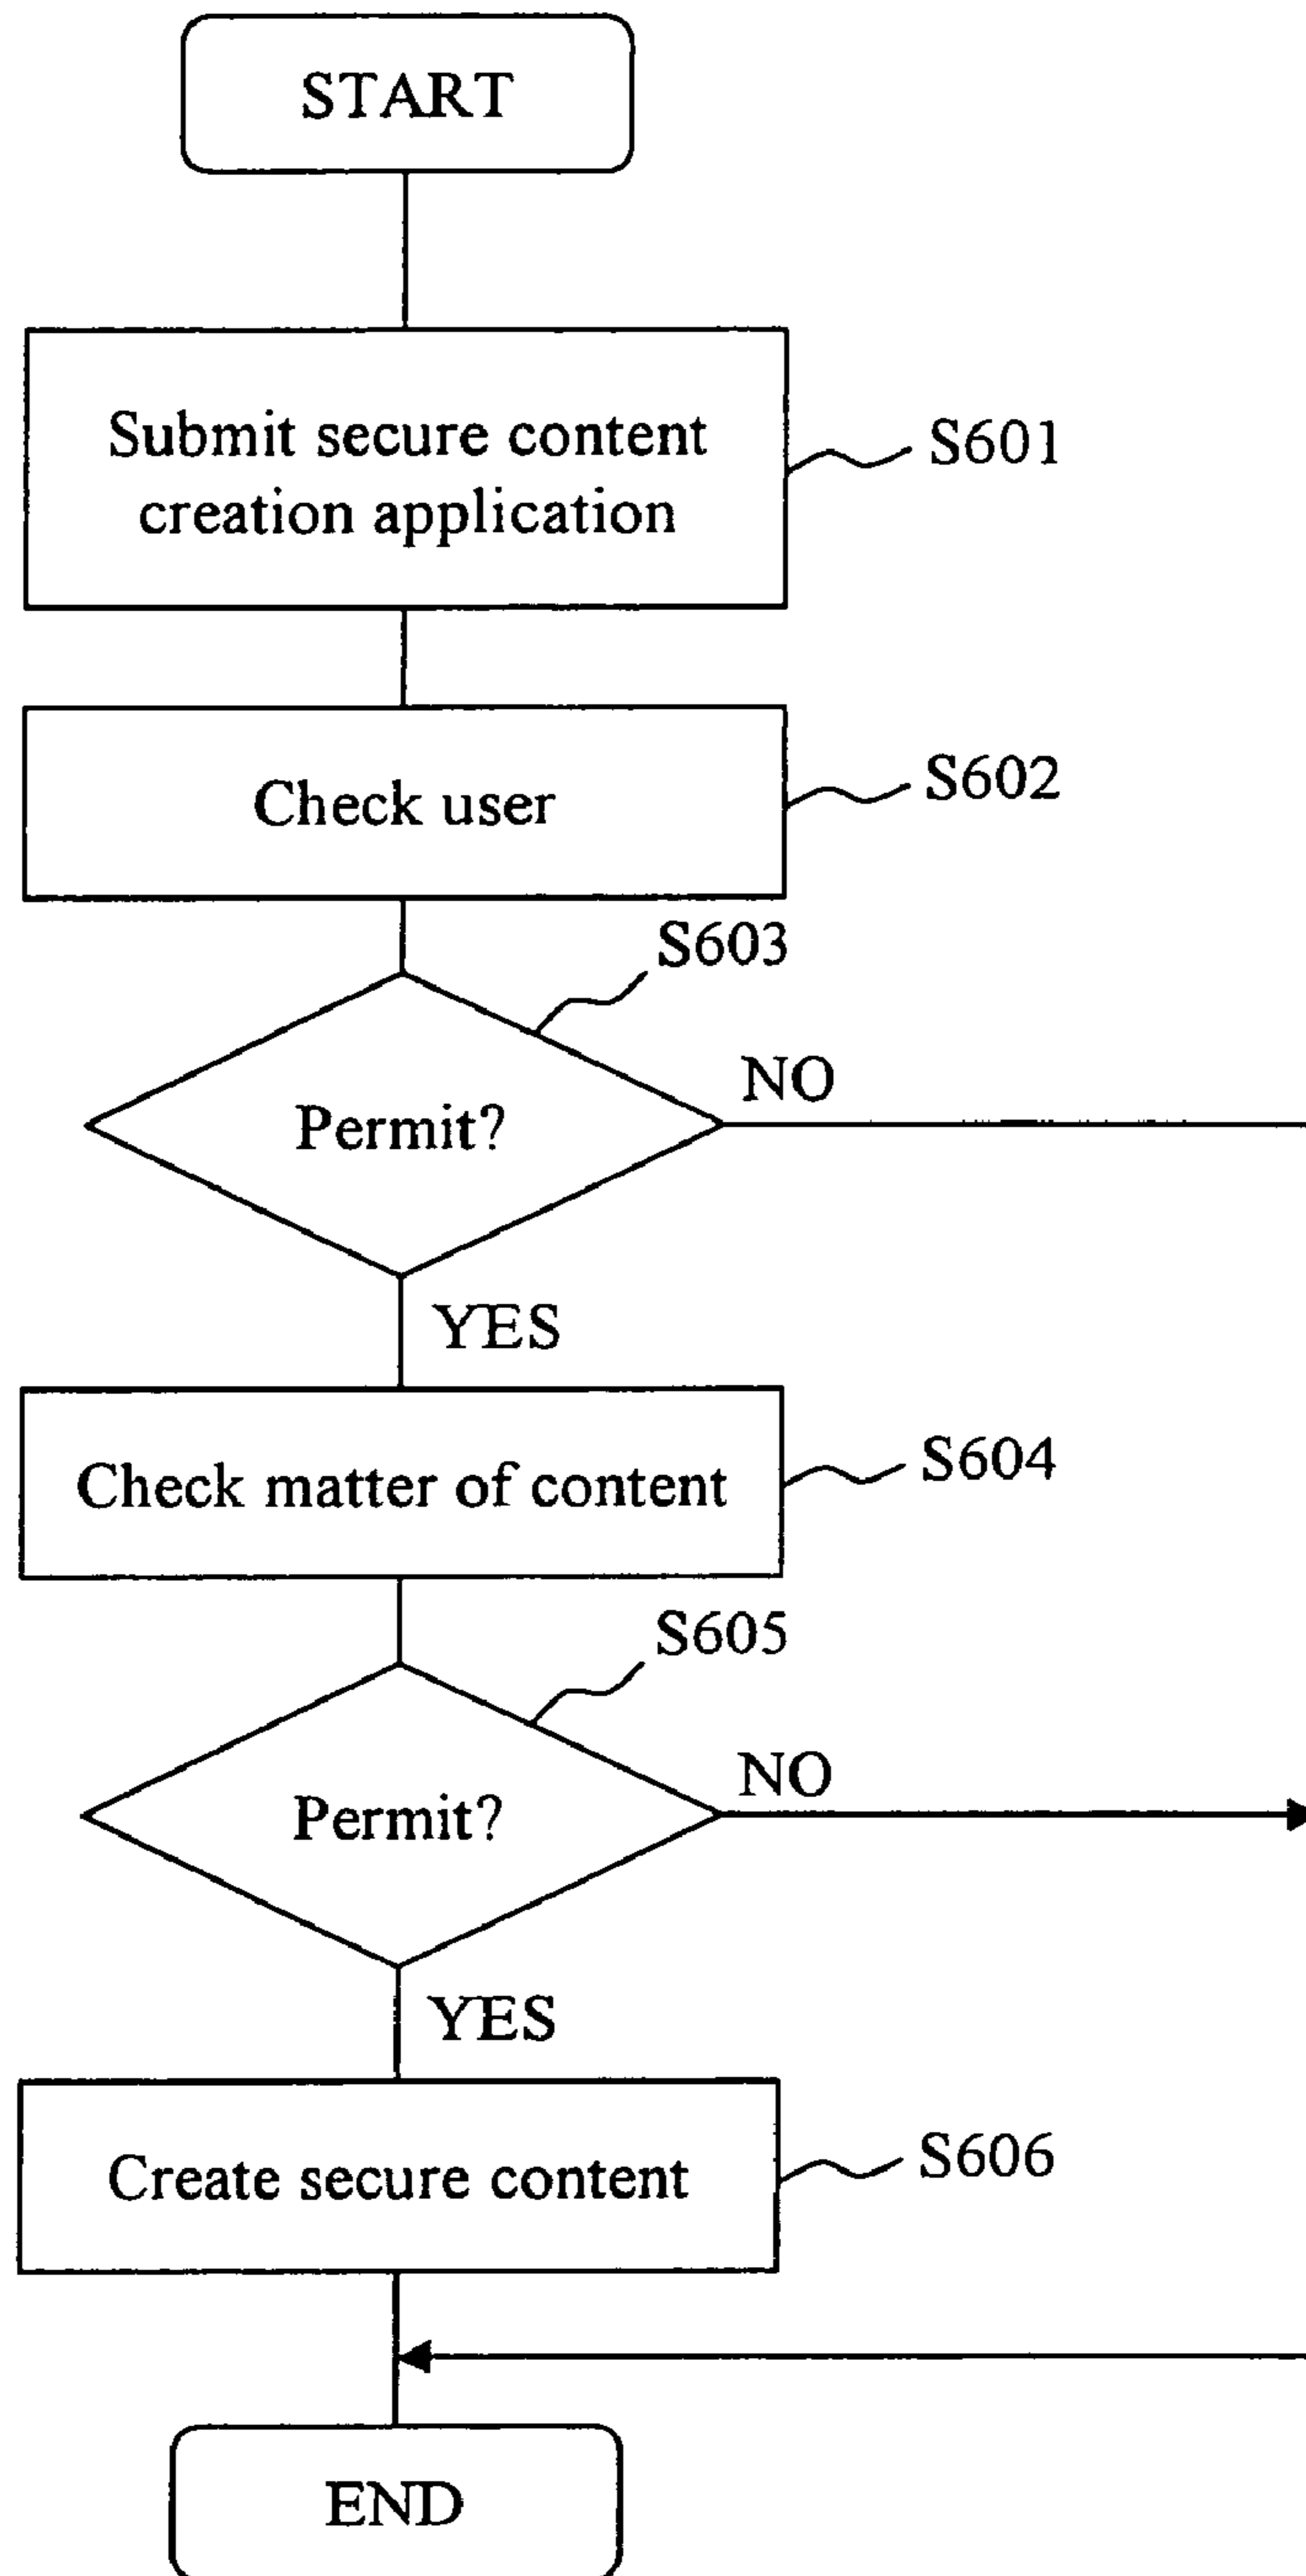 START
Submit secure content
creation application
S601
Check user
S602
S603
Permit?
NO
YES
Check matter of content
S604
S605
Permit?
NO
YES
Create secure content
S606
END